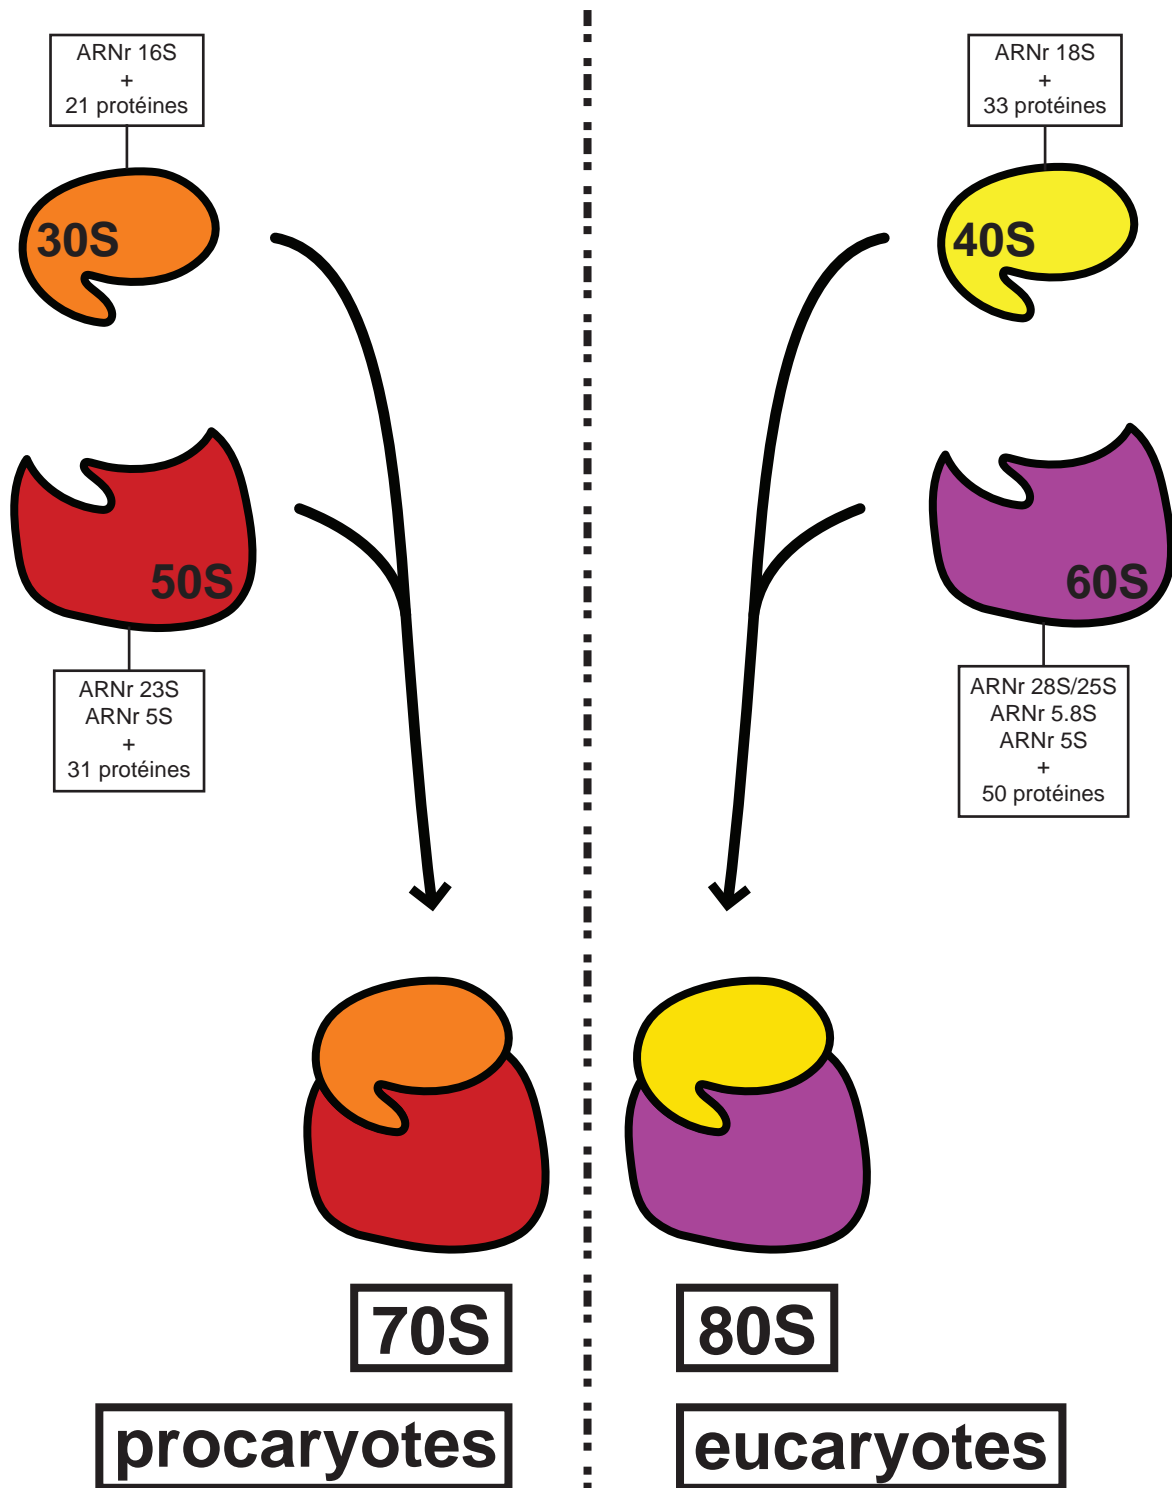 ARNr 16S
+
21 protéines
30S
50S
ARNr 23S
ARNr 5S
+
31 protéines
70S
procaryotes
ARNr 18S
+
33 protéines
40S
60S
ARNr 28S/25S
ARNr 5.8S
ARNr 5S
+
50 protéines
80S
eucaryotes